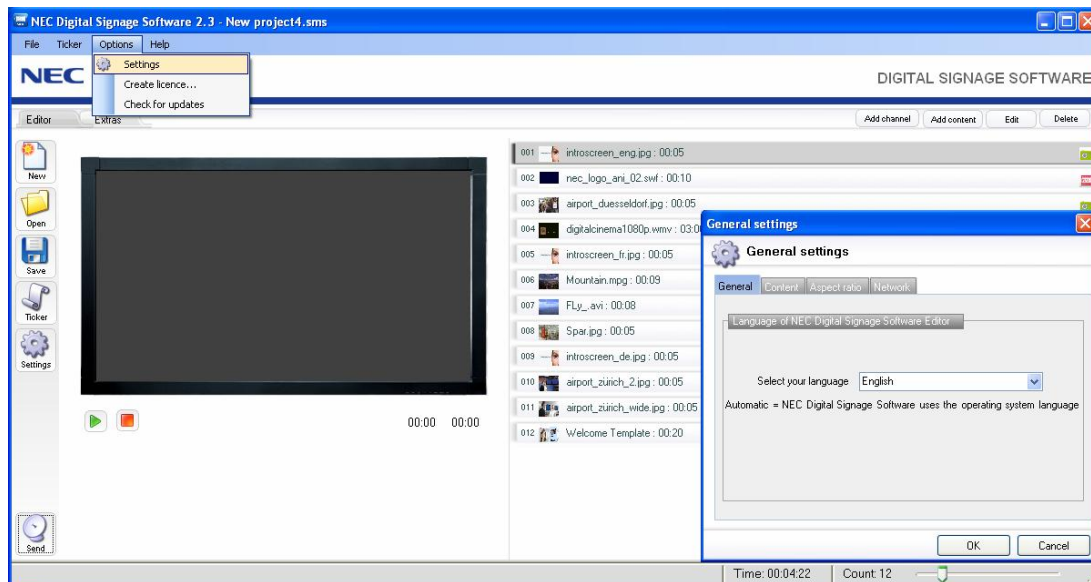 NEC Digital Signage Software 2.3 - New project4.sms
File Ticker Options Help
Settings
Create licence...
Check for updates
NEC
DIGITAL SIGNAGE SOFTWARE
Editor Extras
Add channel Add content Edit Delete
New
Open
Save
Ticker
Settings
Send
00:00 00:00
001 introscreen_eng.jpg : 00:05
002 nec_logo_ani_02.swf : 00:10
003 airport_duesseldorf.jpg : 00:05
004 digitalcinema1080p.wmv : 03:0
005 introscreen_fr.jpg : 00:05
006 Mountain.mpg : 00:09
007 FLy_.avi : 00:08
008 Spar.jpg : 00:05
009 introscreen_de.jpg : 00:05
010 airport_zürich_2.jpg : 00:05
011 airport_zürich_wide.jpg : 00:05
012 Welcome Template : 00:20
General settings
General settings
General Content Aspect ratio Network
Language of NEC Digital Signage Software Editor
Select your language English
Automatic = NEC Digital Signage Software uses the operating system language
OK Cancel
Time: 00:04:22 Count: 12